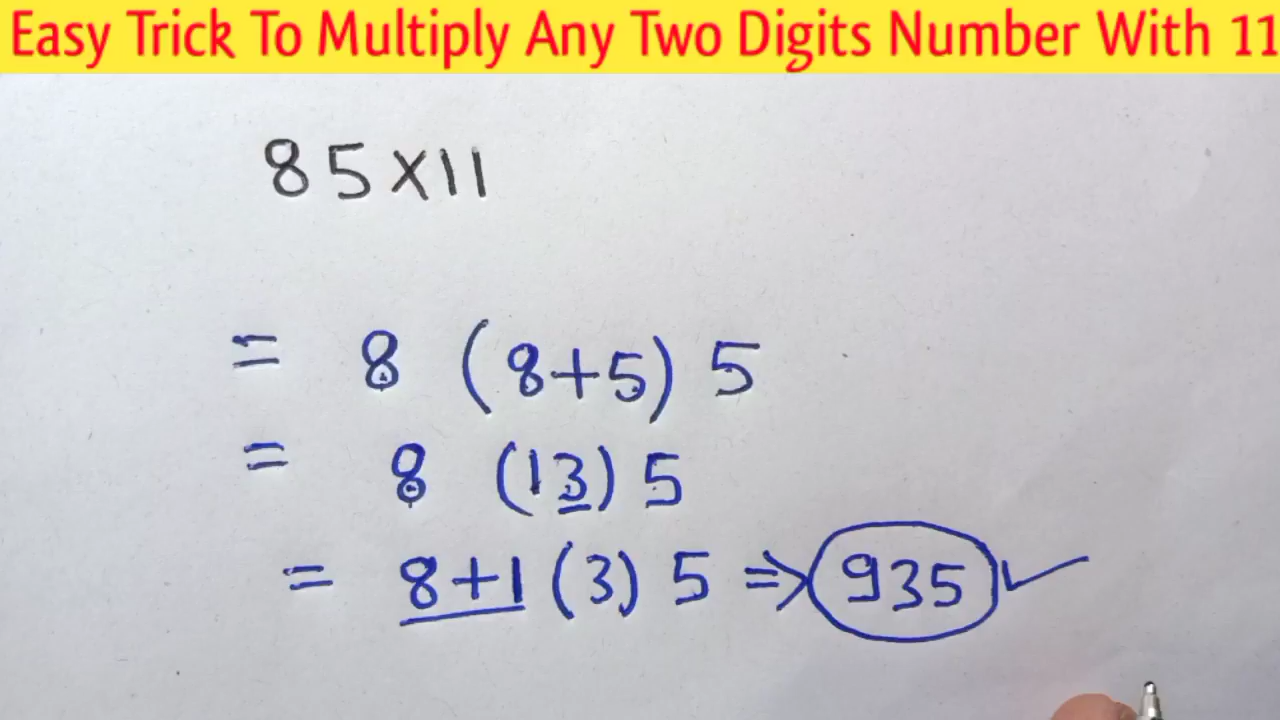 Easy Trick To Multiply Any Two Digits Number With 11
85×11
= 8 (8+5) 5
= 8 (13) 5
= 8+1 (3) 5 ⇒ 935 ✓